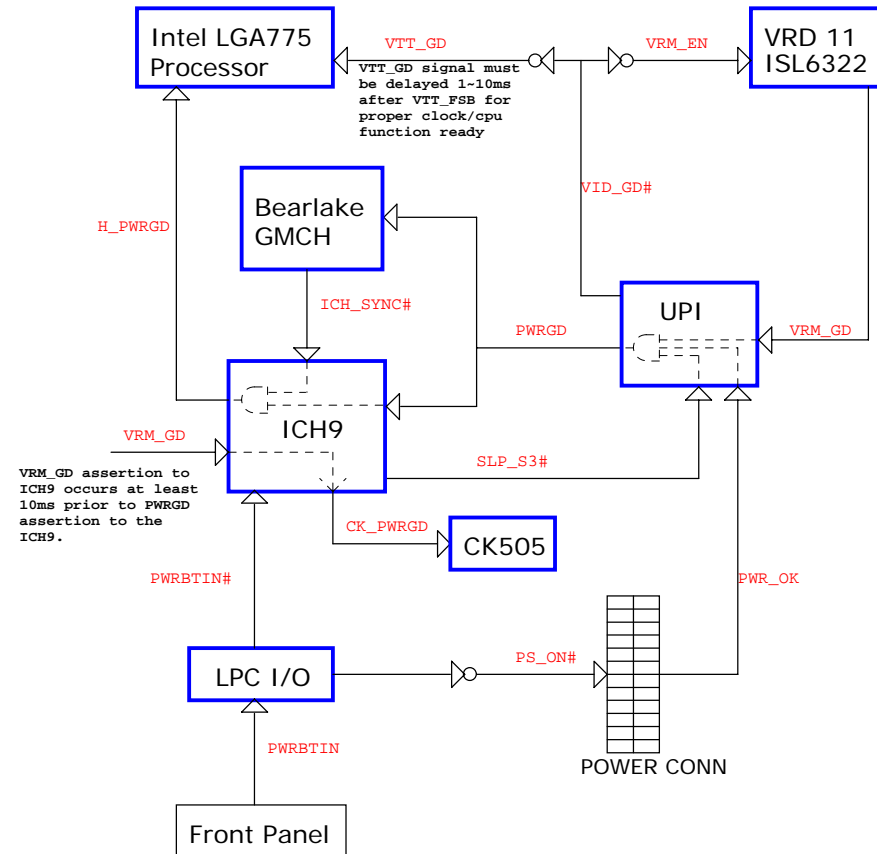 Intel LGA775
Processor
VTT_GD
VRM_EN
VRD 11
ISL6322
VTT_GD signal must
be delayed 1~10ms
after VTT_FSB for
proper clock/cpu
function ready
H_PWRGD
Bearlake
GMCH
VID_GD#
ICH_SYNC#
UPI
PWRGD
VRM_GD
ICH9
VRM_GD
SLP_S3#
VRM_GD assertion to
ICH9 occurs at least
10ms prior to PWRGD
assertion to the
ICH9.
CK_PWRGD
CK505
PWRBTIN#
PWR_OK
LPC I/O
PS_ON#
PWRBTIN
POWER CONN
Front Panel